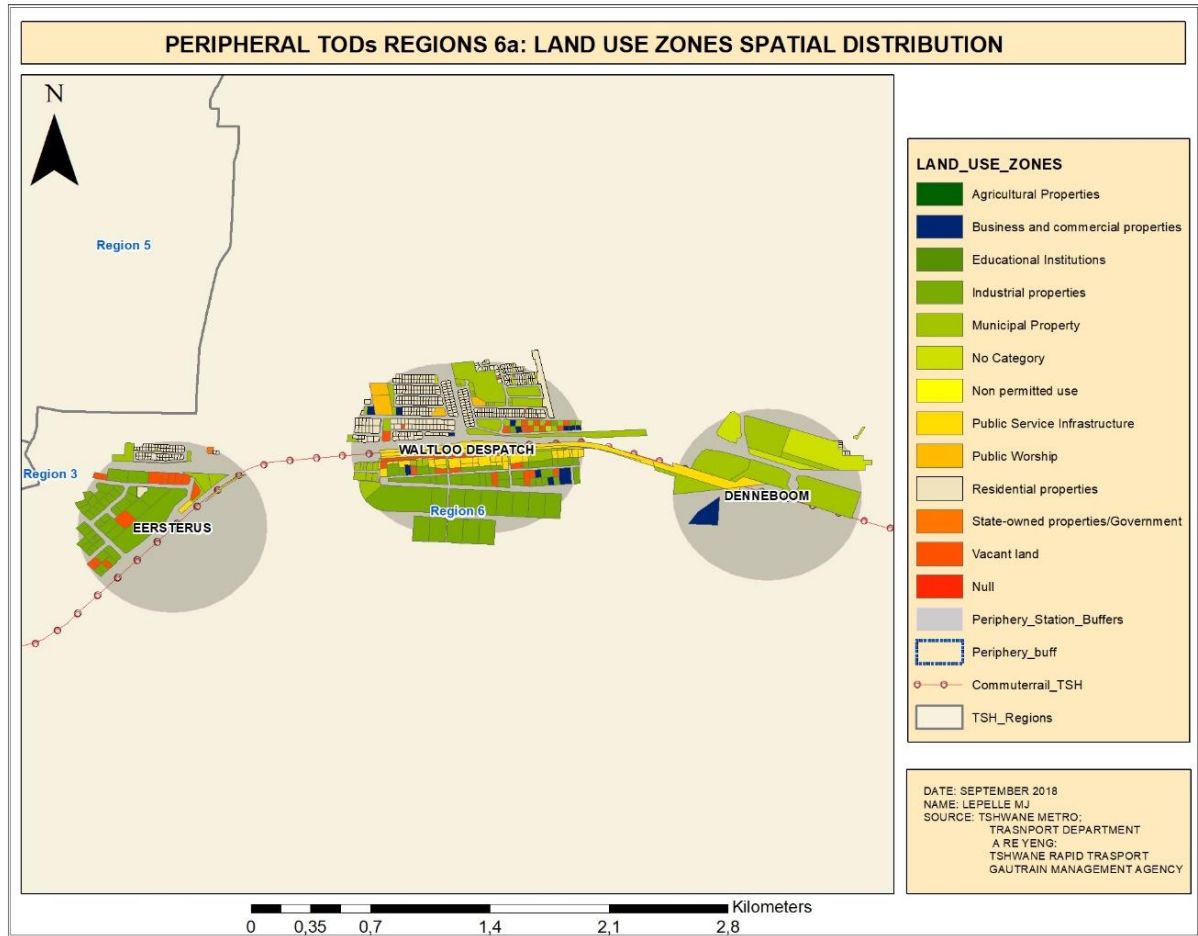 PERIPHERAL TODs REGIONS 6a: LAND USE ZONES SPATIAL DISTRIBUTION
N
Region 5
Region 3
EERSTERUS
WALTLOO DESPATCH
Region 6
DENNEBOOM
LAND_USE_ZONES
Agricultural Properties
Business and commercial properties
Educational Institutions
Industrial properties
Municipal Property
No Category
Non permitted use
Public Service Infrastructure
Public Worship
Residential properties
State-owned properties/Government
Vacant land
Null
Periphery_Station_Buffers
Periphery_buff
Commuterrail_TSH
TSH_Regions
DATE: SEPTEMBER 2018
NAME: LEPELLE MJ
SOURCE: TSHWANE METRO;
TRASNPORT DEPARTMENT
A RE YENG:
TSHWANE RAPID TRASPORT
GAUTRAIN MANAGEMENT AGENCY
Kilometers
0 0,35 0,7 1,4 2,1 2,8